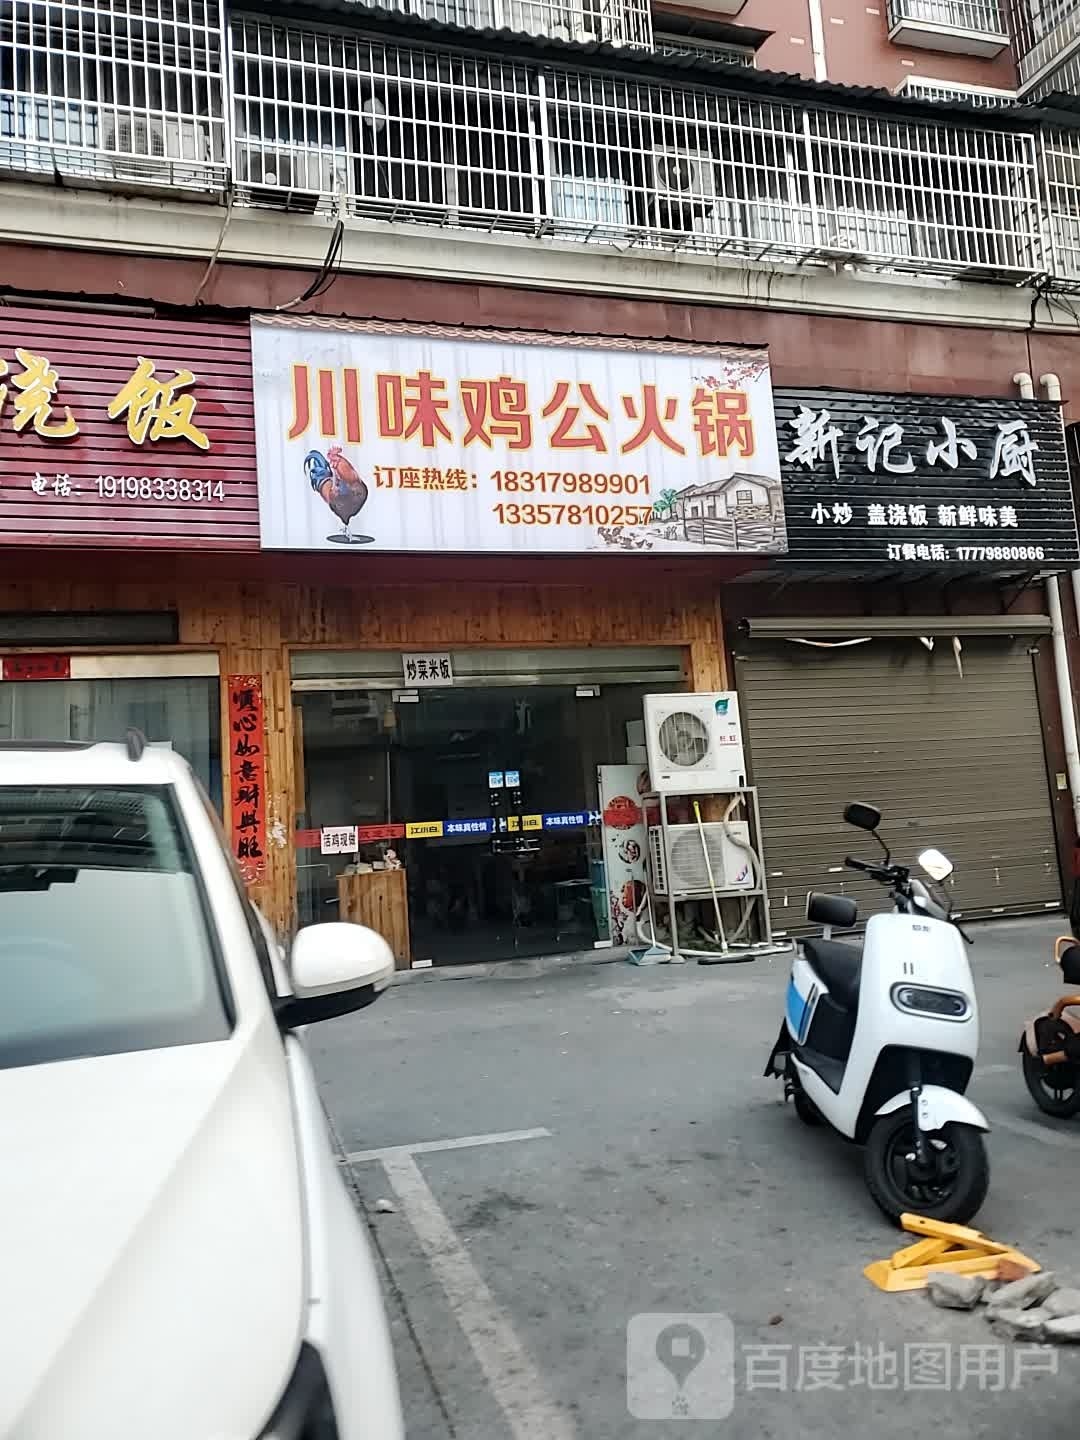 浇饭
电话: 19198338314
川味鸡公火锅
订座热线: 18317989901
13357810257
新记小厨
小炒 盖浇饭 新鲜味美
订餐电话: 17779880866
炒菜米饭
顺心如意财兴旺
江小白 本味真性情 江小白 本味真性情
活鸡现做
百度地图用户